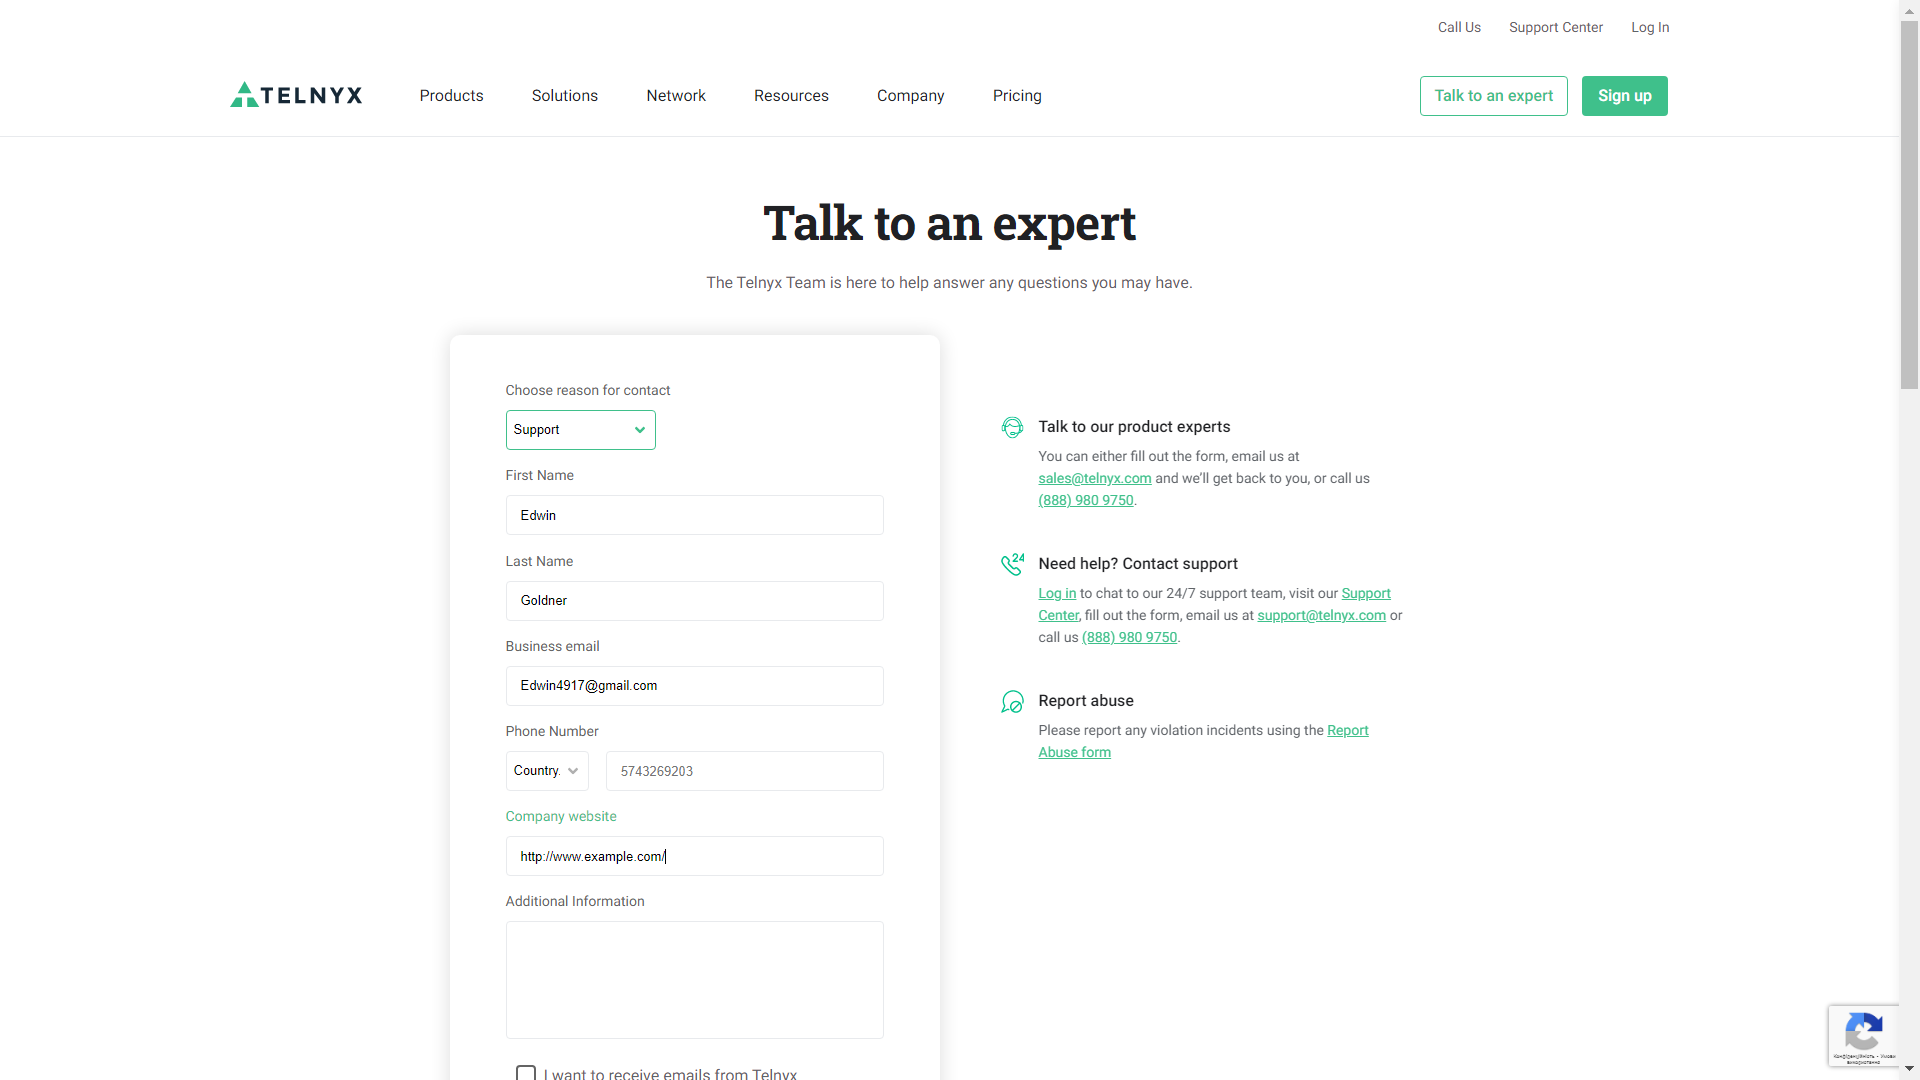 Call Us Support Center Log In
TELNYX Products Solutions Network Resources Company Pricing Talk to an expert Sign up
Talk to an expert
The Telnyx Team is here to help answer any questions you may have.
Choose reason for contact
Support
First Name
Edwin
Last Name
Goldner
Business email
Edwin4917@gmail.com
Phone Number
Country. 5743269203
Company website
http://www.example.com/
Additional Information
I want to receive emails from Telnyx
Talk to our product experts
You can either fill out the form, email us at
sales@telnyx.com and we’ll get back to you, or call us
(888) 980 9750.
24
Need help? Contact support
Log in to chat to our 24/7 support team, visit our Support
Center, fill out the form, email us at support@telnyx.com or
call us (888) 980 9750.
Report abuse
Please report any violation incidents using the Report
Abuse form
Конфіденційність - Умови
використання